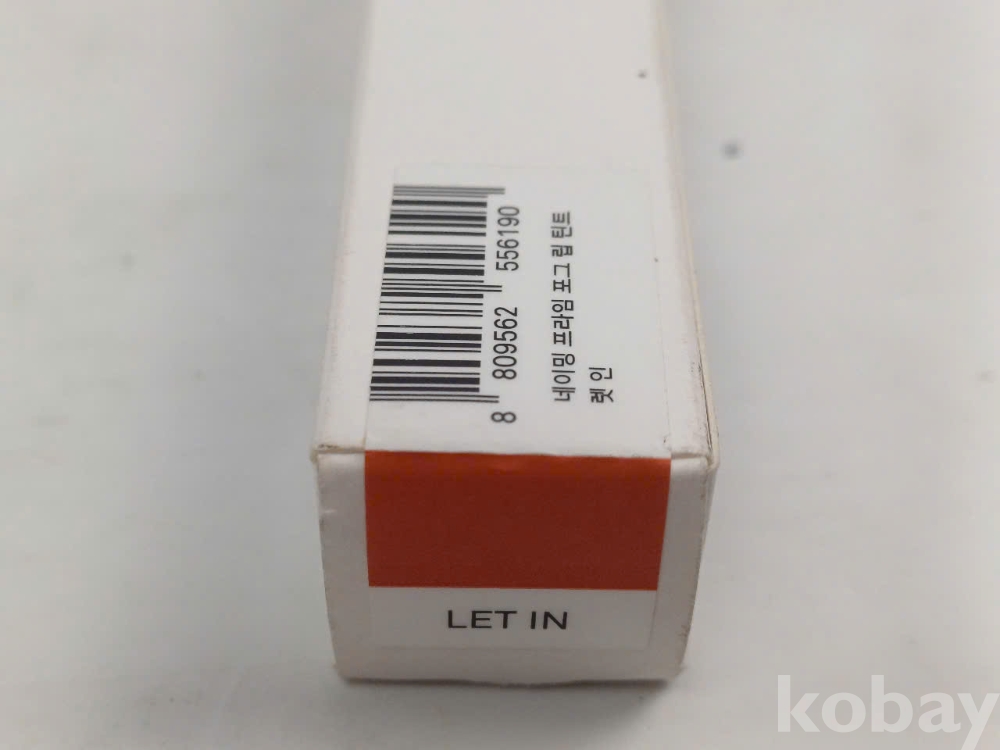 8 809562 556190
네이밍 프라임 포그 립 틴트
렛 인
LET IN
kobay